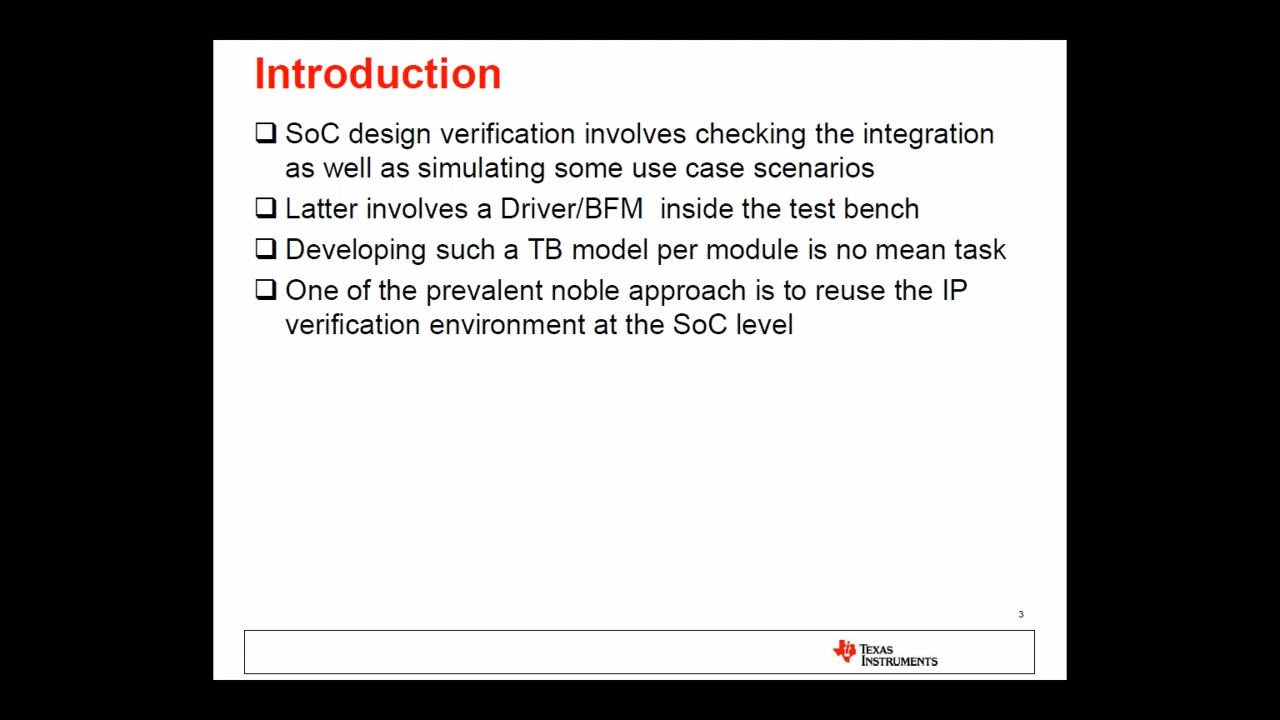 Introduction
❑ SoC design verification involves checking the integration
as well as simulating some use case scenarios
❑ Latter involves a Driver/BFM  inside the test bench
❑ Developing such a TB model per module is no mean task
❑ One of the prevalent noble approach is to reuse the IP
verification environment at the SoC level
3
TEXAS
INSTRUMENTS